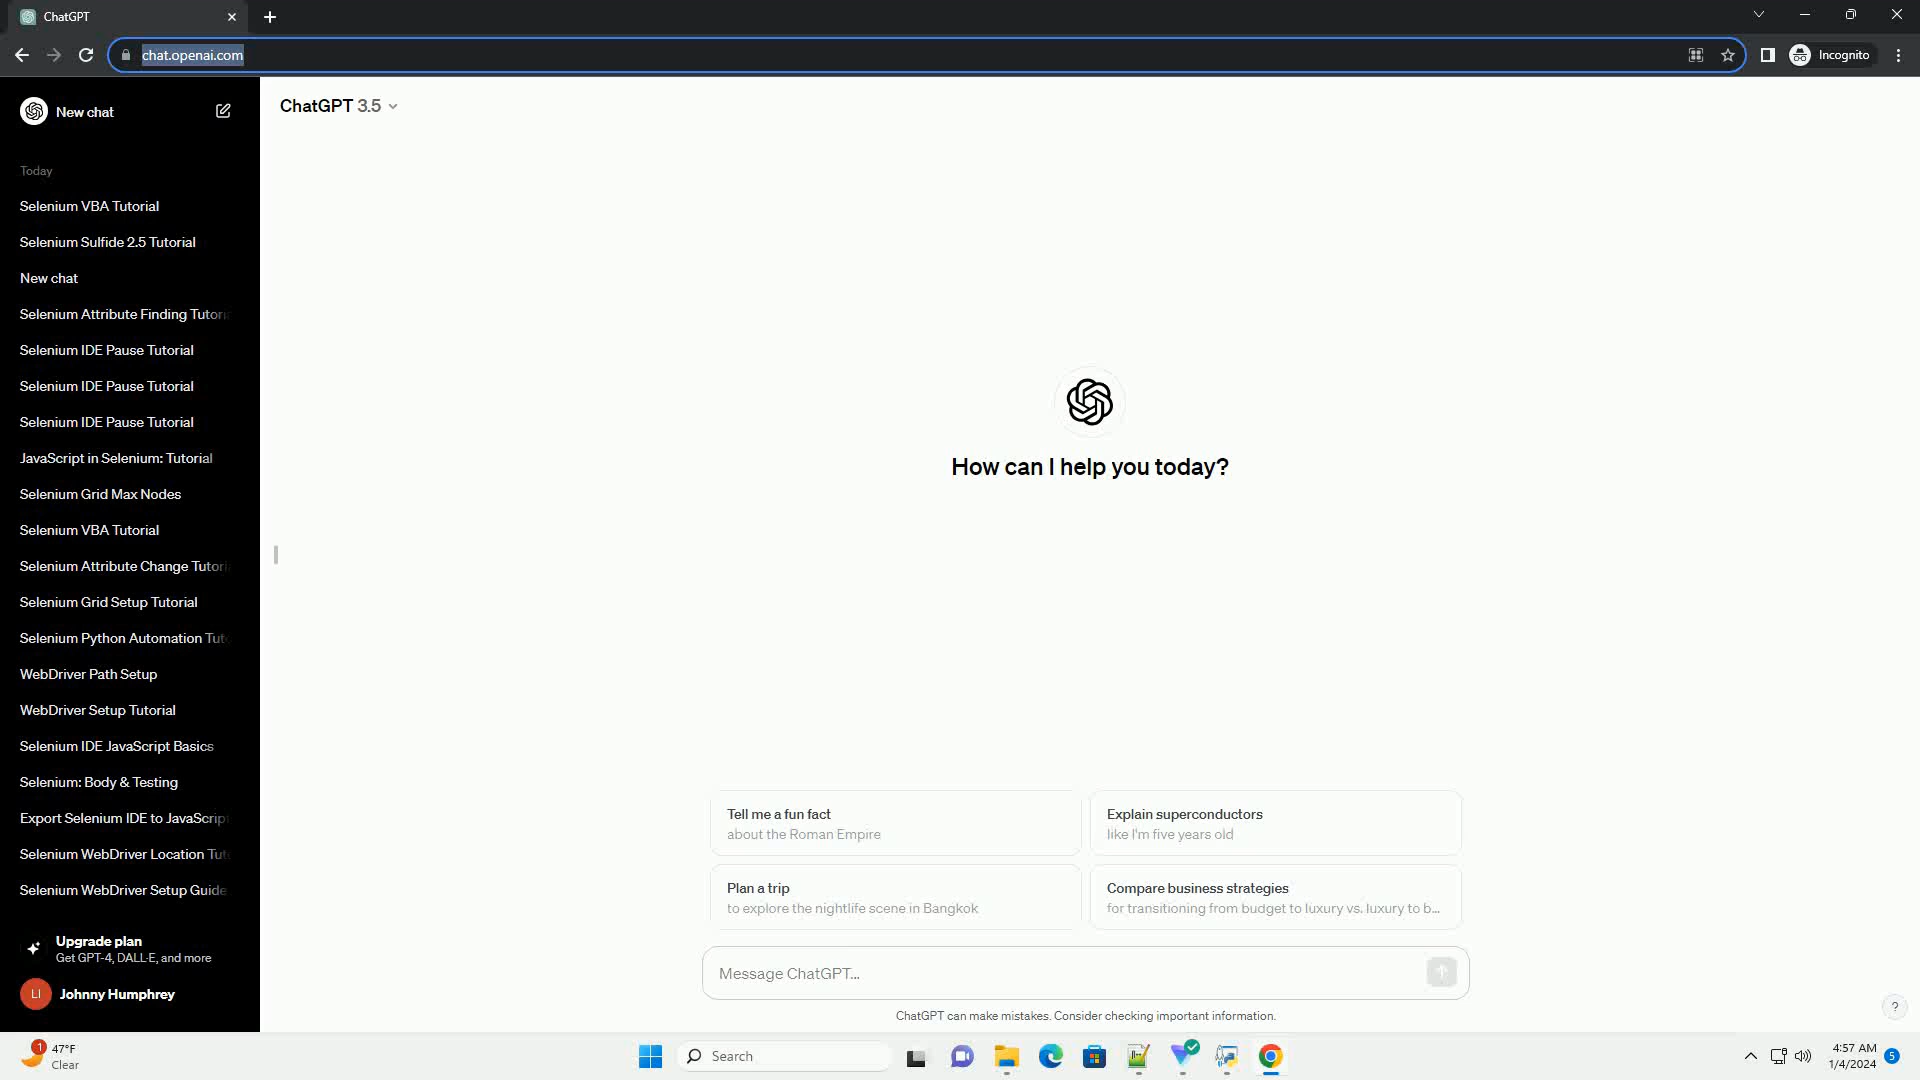 ChatGPT
chat.openai.com
Incognito
New chat
ChatGPT 3.5
Today
Selenium VBA Tutorial
Selenium Sulfide 2.5 Tutorial
New chat
Selenium Attribute Finding Tutori
Selenium IDE Pause Tutorial
Selenium IDE Pause Tutorial
Selenium IDE Pause Tutorial
JavaScript in Selenium: Tutorial
Selenium Grid Max Nodes
Selenium VBA Tutorial
Selenium Attribute Change Tutori
Selenium Grid Setup Tutorial
Selenium Python Automation Tut
WebDriver Path Setup
WebDriver Setup Tutorial
Selenium IDE JavaScript Basics
Selenium: Body & Testing
Export Selenium IDE to JavaScrip
Selenium WebDriver Location Tut
Selenium WebDriver Setup Guide
Upgrade plan
Get GPT-4, DALL·E, and more
LI
Johnny Humphrey
How can I help you today?
Tell me a fun fact
about the Roman Empire
Explain superconductors
like I'm five years old
Plan a trip
to explore the nightlife scene in Bangkok
Compare business strategies
for transitioning from budget to luxury vs. luxury to b...
Message ChatGPT...
ChatGPT can make mistakes. Consider checking important information.
?
1
47°F
Clear
Search
4:57 AM
1/4/2024
5